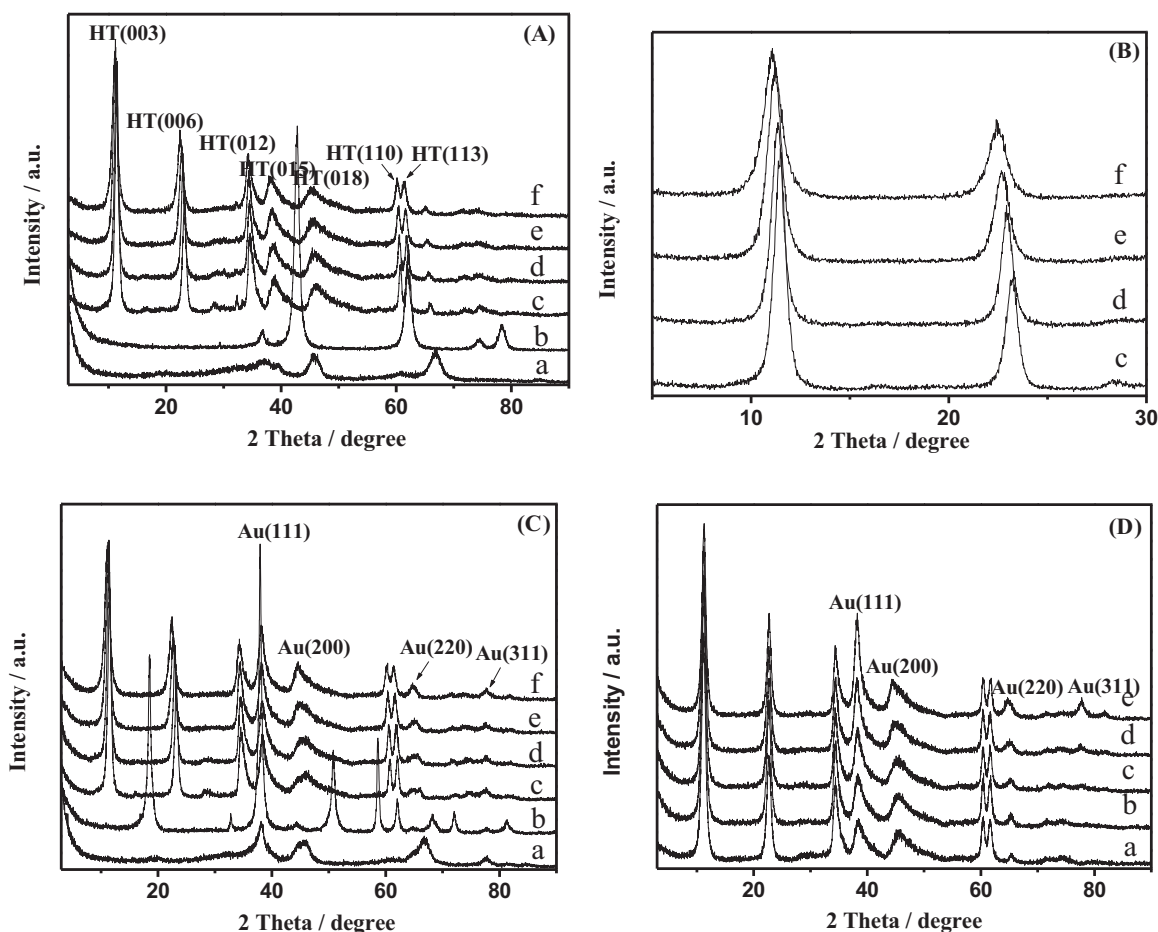 (A)
HT(003)
HT(006)
HT(012)
HT(015)
HT(018)
HT(110)
HT(113)
f
e
d
c
b
a
Intensity / a.u.
20 40 60 80
2 Theta / degree
(B)
f
e
d
c
Intensity / a.u.
10 20 30
2 Theta / degree
(C)
Au(111)
Au(200)
Au(220)
Au(311)
f
e
d
c
b
a
Intensity / a.u.
20 40 60 80
2 Theta / degree
(D)
Au(111)
Au(200)
Au(220)
Au(311)
e
d
c
b
a
Intensity / a.u.
20 40 60 80
2 Theta / degree